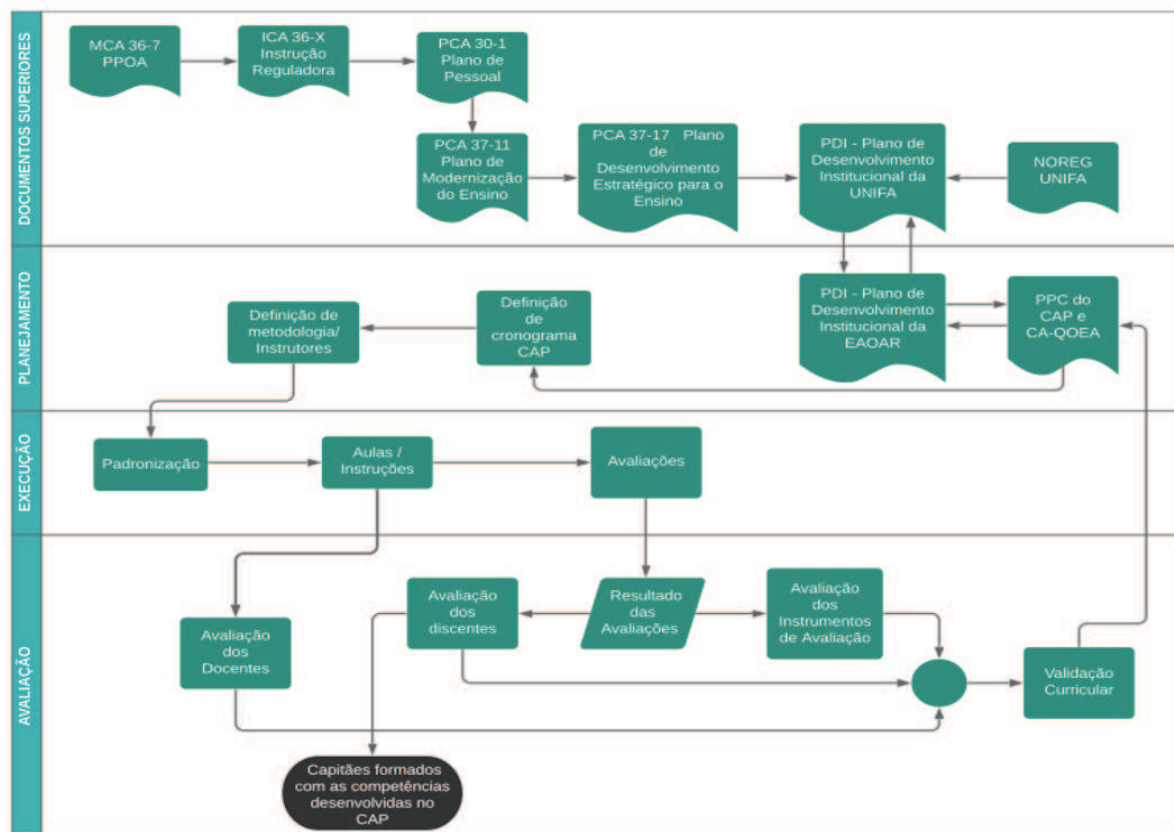 DOCUMENTOS SUPERIORES
MCA 36-7
PPOA
ICA 36-X
Instrução
Reguladora
PCA 30-1
Plano de
Pessoal
PCA 37-11
Plano de
Modernização
do Ensino
PCA 37-17 Plano
de
Desenvolvimento
Estratégico para o
Ensino
PDI - Plano de
Desenvolvimento
Institucional da
UNIFA
NOREG
UNIFA
PLANEJAMENTO
Definição de
metodologia/
Instrutores
Definição
de
cronograma
CAP
PDI - Plano de
Desenvolvimento
Institucional da
EAOAR
PPC do
CAP e
CA-QOEA
EXECUÇÃO
Padronização
Aulas /
Instruções
Avaliações
AVALIAÇÃO
Avaliação
dos
Docentes
Avaliação
dos
discentes
Resultado
das
Avaliações
Avaliação
dos
Instrumentos
de Avaliação
Validação
Curricular
Capitães formados
com as competências
desenvolvidas no
CAP